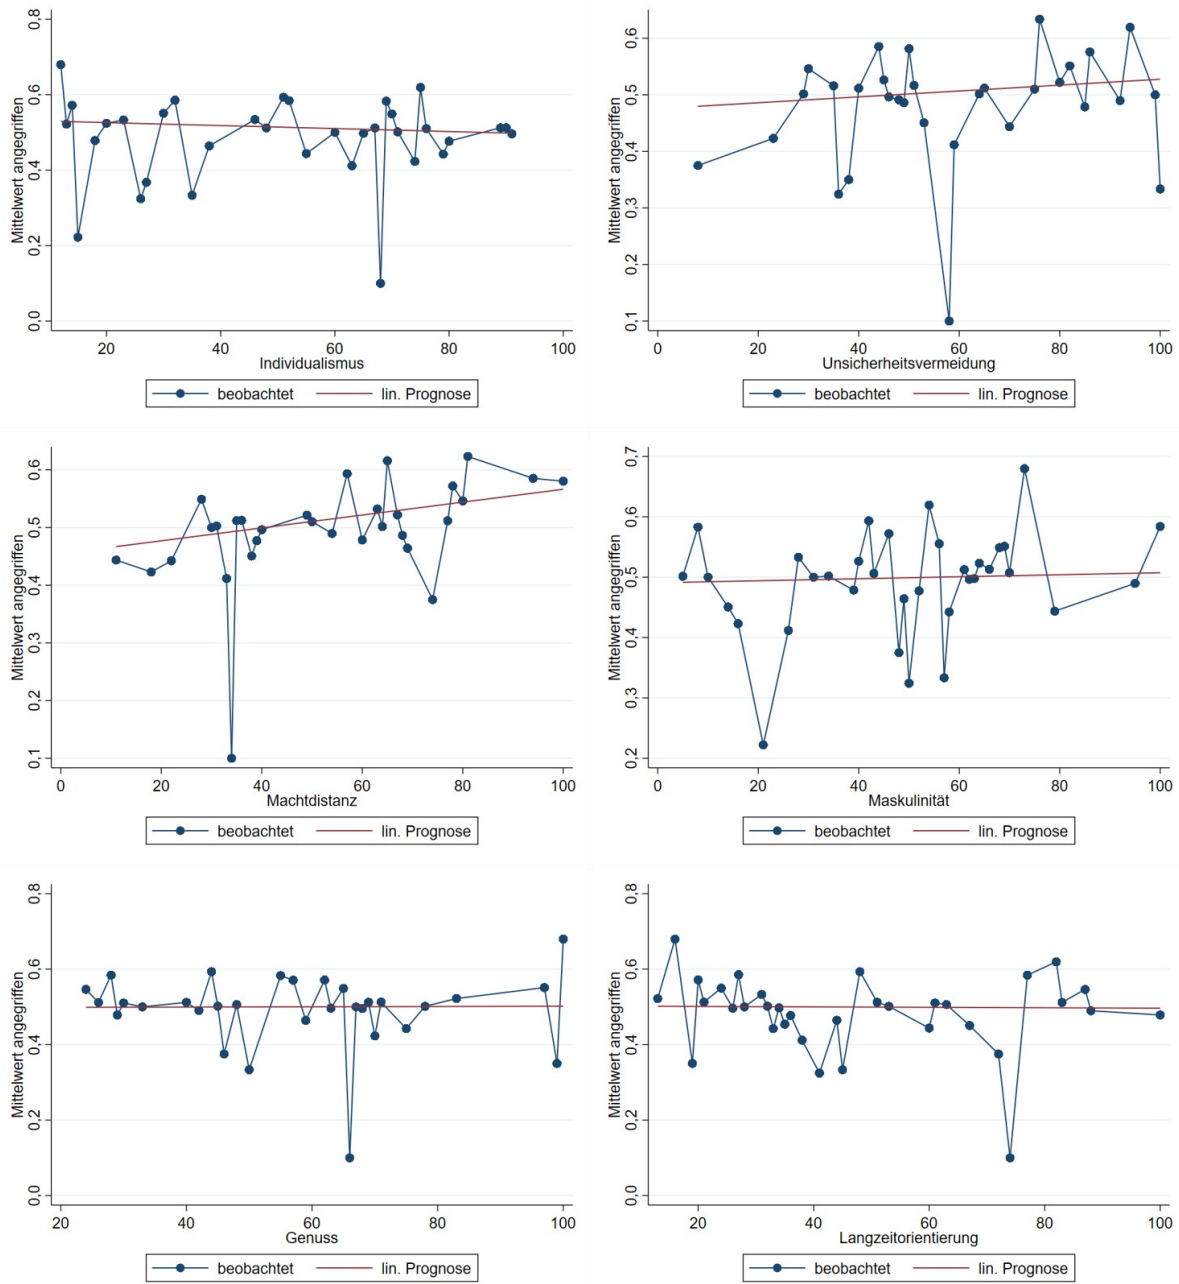 Mittelwert angegriffen
0,8
0,6
0,4
0,2
0,0
20 40 60 80 100
Individualismus
beobachtet lin. Prognose
Mittelwert angegriffen
0,6
0,5
0,4
0,3
0,2
0,1
0 20 40 60 80 100
Unsicherheitsvermeidung
beobachtet lin. Prognose
Mittelwert angegriffen
0,6
0,5
0,4
0,3
0,2
0,1
0 20 40 60 80 100
Machtdistanz
beobachtet lin. Prognose
Mittelwert angegriffen
0,7
0,6
0,5
0,4
0,3
0,2
0 20 40 60 80 100
Maskulinität
beobachtet lin. Prognose
Mittelwert angegriffen
0,8
0,6
0,4
0,2
0,0
20 40 60 80 100
Genuss
beobachtet lin. Prognose
Mittelwert angegriffen
0,8
0,6
0,4
0,2
0,0
20 40 60 80 100
Langzeitorientierung
beobachtet lin. Prognose